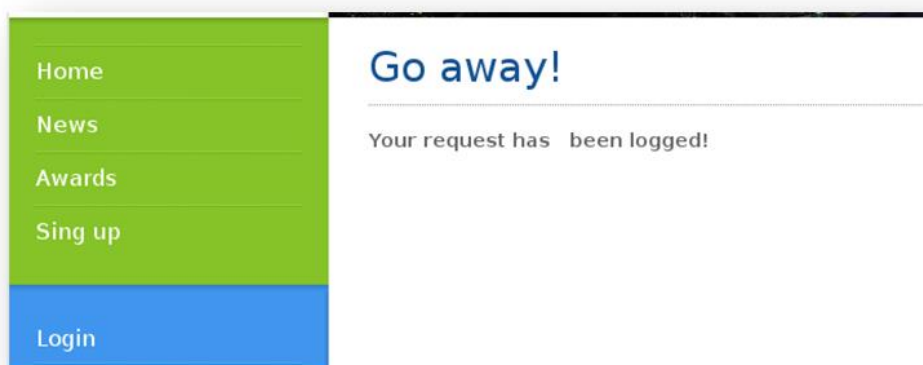 Home
News
Awards
Sing up
Login
Go away!
Your request has been logged!